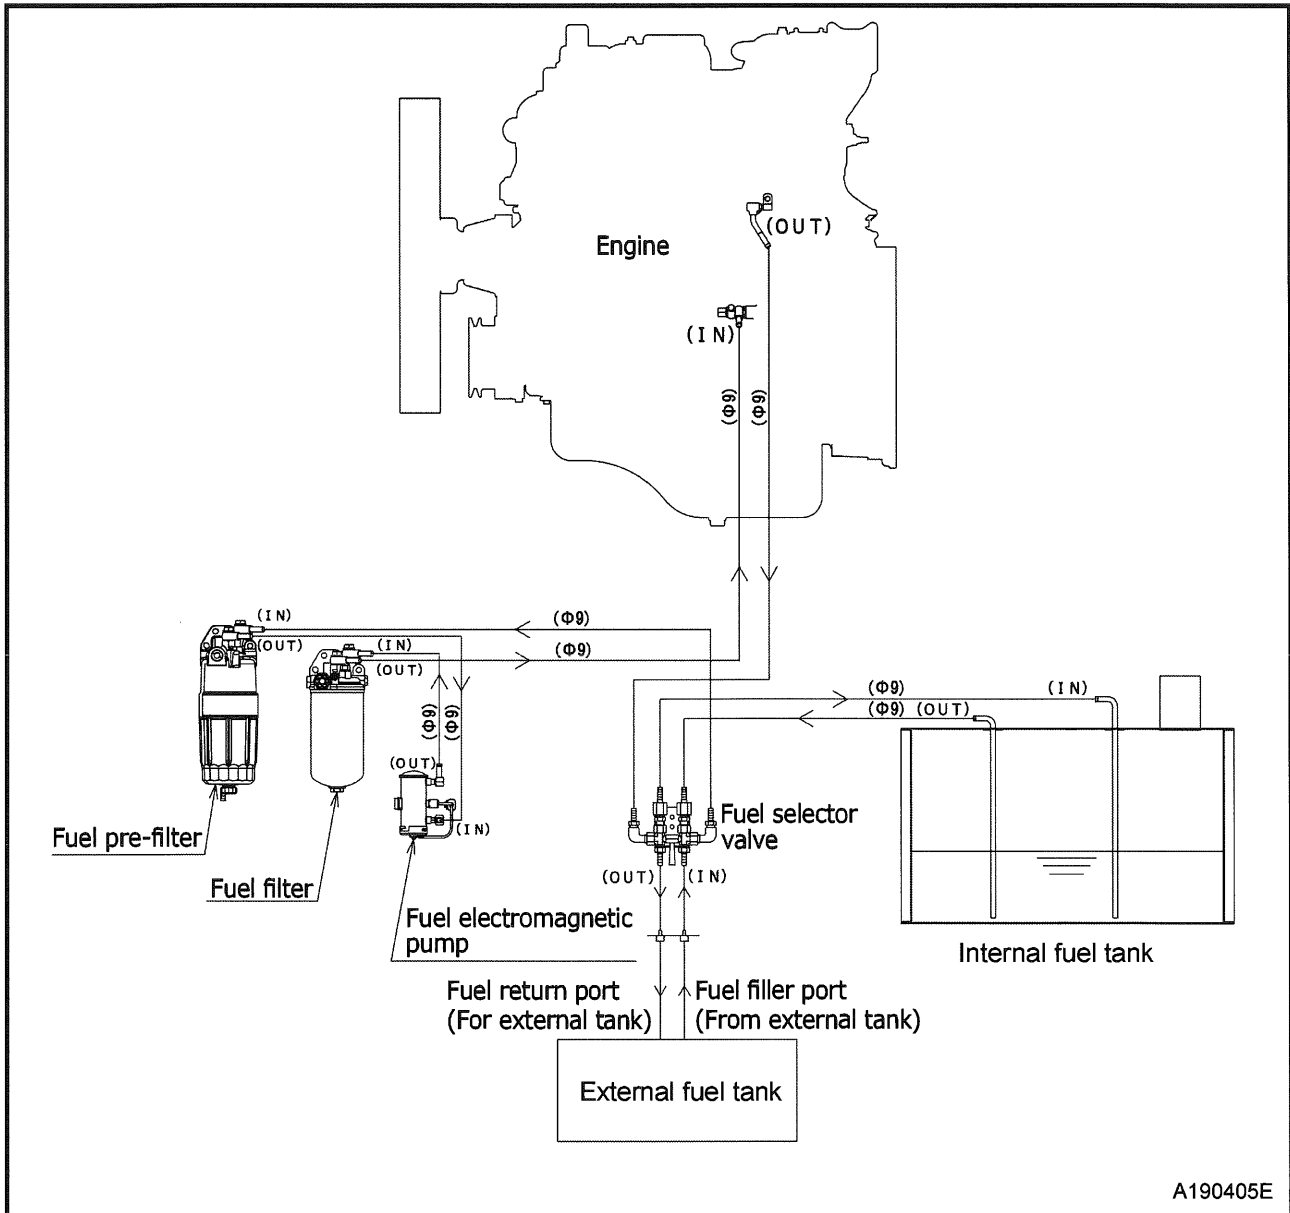 (OUT)
Engine
(IN)
(Φ9)
(Φ9)
(IN)
(Φ9)
(OUT)
(IN)
(Φ9)
(OUT)
(Φ9)
(IN)
(Φ9)
(OUT)
(Φ9)
(Φ9)
(OUT)
(IN)
Fuel selector
valve
Fuel pre-filter
Fuel filter
(OUT)
(IN)
Fuel electromagnetic
pump
Internal fuel tank
Fuel return port
(For external tank)
Fuel filler port
(From external tank)
External fuel tank
A190405E